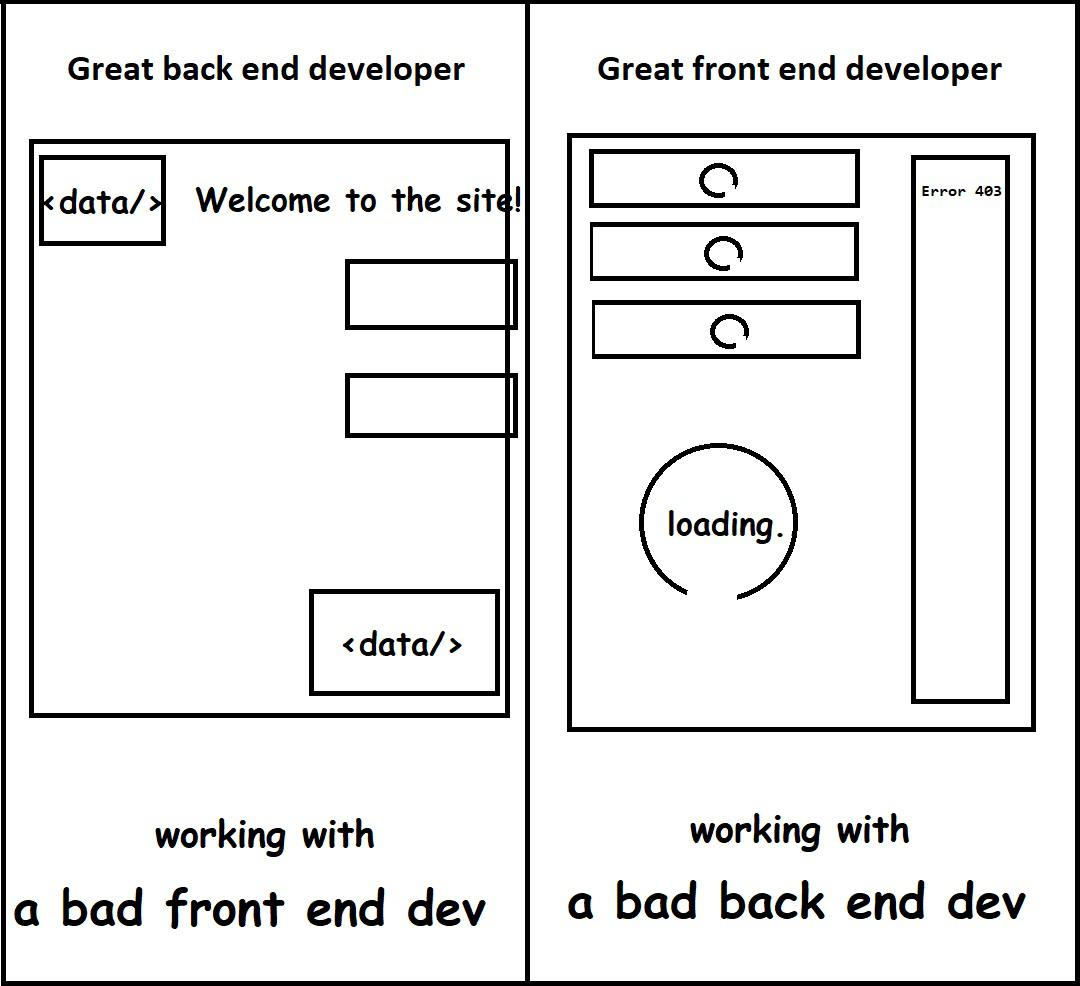 Great back end developer
<data/>
Welcome to the site!
<data/>
working with
a bad front end dev
Great front end developer
Error 403
loading.
working with
a bad back end dev